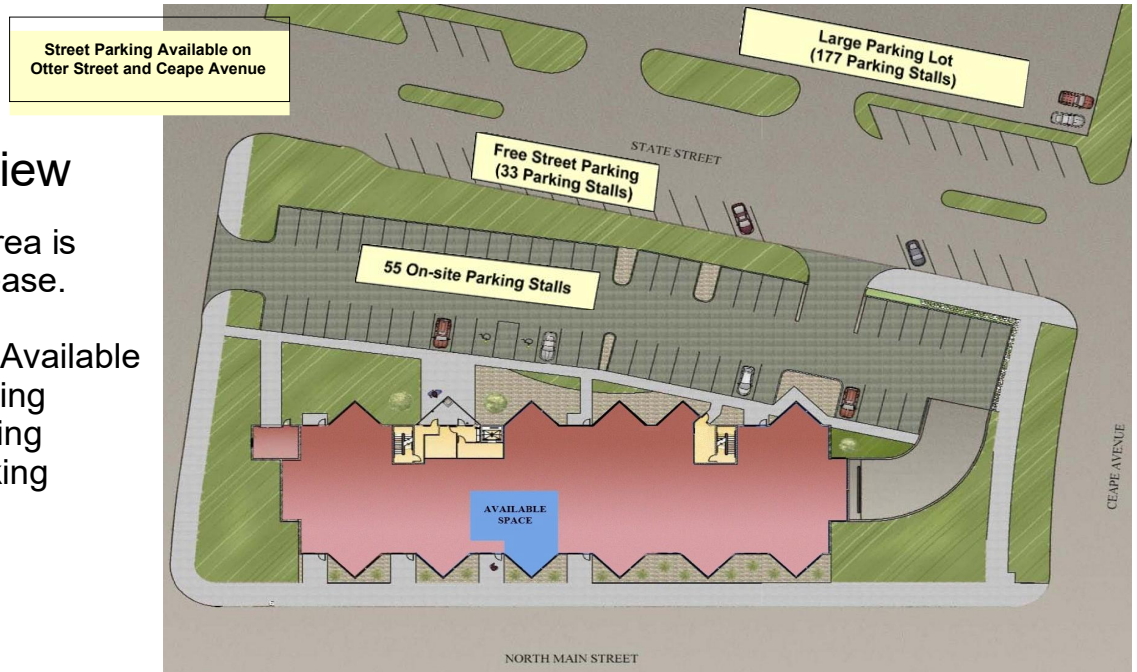 Street Parking Available on
Otter Street and Ceape Avenue
iew
rea is
ase.
Available
ing
ing
king
Large Parking Lot
(177 Parking Stalls)
STATE STREET
Free Street Parking
(33 Parking Stalls)
55 On-site Parking Stalls
AVAILABLE
SPACE
CEAPE AVENUE
NORTH MAIN STREET